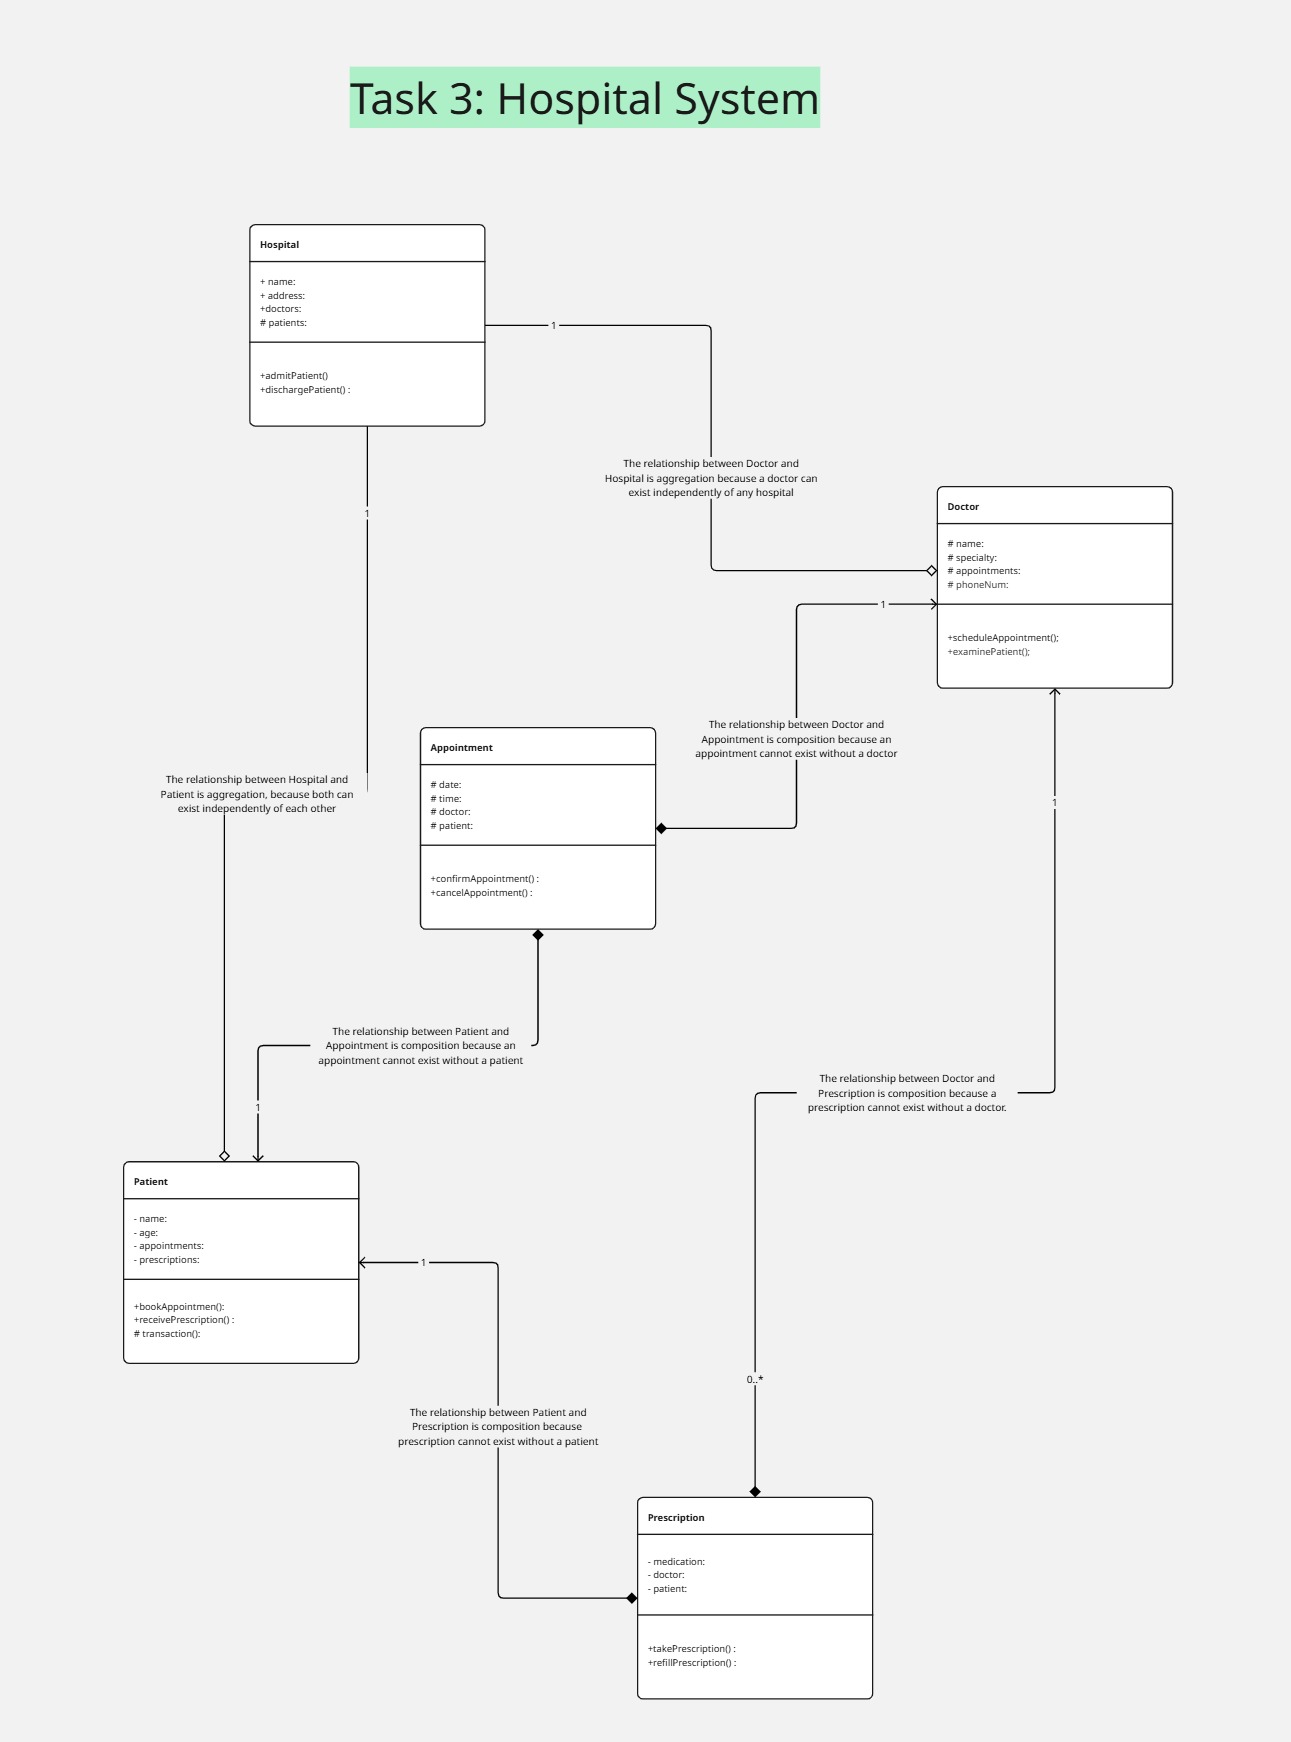 Task 3: Hospital System
Hospital
+ name:
+ address:
+doctors:
# patients:
+admitPatient()
+dischargePatient() :
1
1
The relationship between Doctor and
Hospital is aggregation because a doctor can
exist independently of any hospital
Doctor
# name:
# specialty:
# appointments:
# phoneNum:
+scheduleAppointment();
+examinePatient();
1
The relationship between Doctor and
Appointment is composition because an
appointment cannot exist without a doctor
Appointment
# date:
# time:
# doctor:
# patient:
+confirmAppointment() :
+cancelAppointment() :
The relationship between Hospital and
Patient is aggregation, because both can
exist independently of each other
1
The relationship between Patient and
Appointment is composition because an
appointment cannot exist without a patient
1
The relationship between Doctor and
Prescription is composition because a
prescription cannot exist without a doctor.
Patient
- name:
- age:
- appointments:
- prescriptions:
+bookAppointmen():
+receivePrescription() :
# transaction():
1
0..*
The relationship between Patient and
Prescription is composition because
prescription cannot exist without a patient
Prescription
- medication:
- doctor:
- patient:
+takePrescription() :
+refillPrescription() :